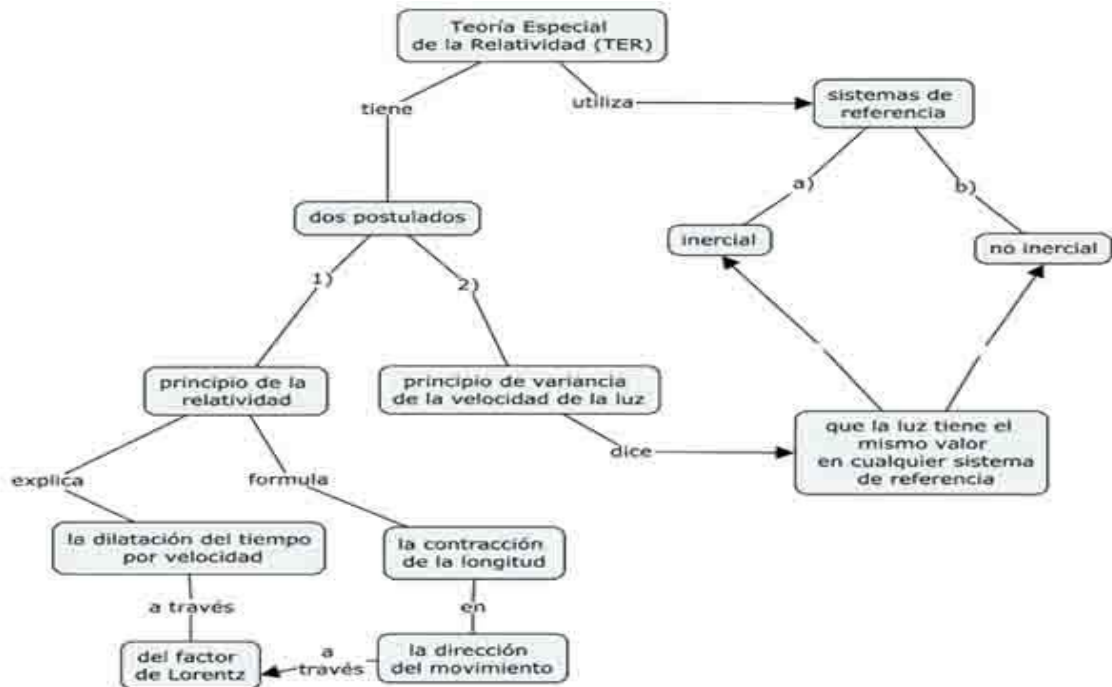 Teoría Especial
de la Relatividad (TER)
tiene
utiliza
sistemas de
referencia
a)
b)
dos postulados
inercial
no inercial
1)
2)
principio de la
relatividad
principio de variancia
de la velocidad de la luz
dice
que la luz tiene el
mismo valor
en cualquier sistema
de referencia
explica
formula
la dilatación del tiempo
por velocidad
la contracción
de la longitud
a través
en
del factor
de Lorentz
a
través
la dirección
del movimiento